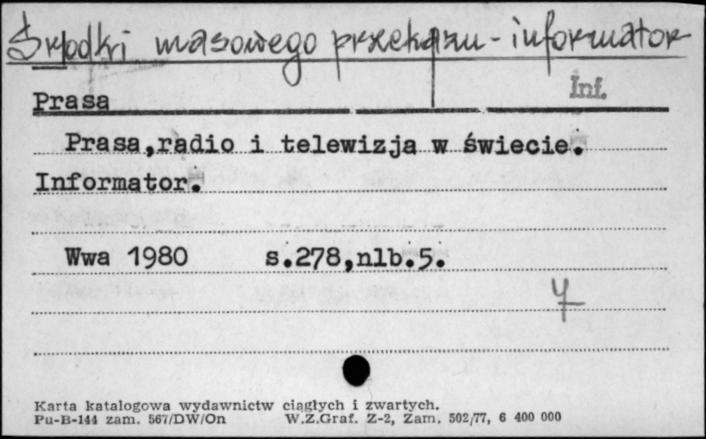 Środki masowego przekazu - informator
Inf.
Prasa
Prasa,radio i telewizja w świecie.
Informator.
Wwa 1980 s.278,nlb.5.
Karta katalogowa wydawnictw ciągłych i zwartych.
Pu-B-144 zam. 567/DW/On W.Z.Graf. Z-2, Zam. 502/77, 6 400 000